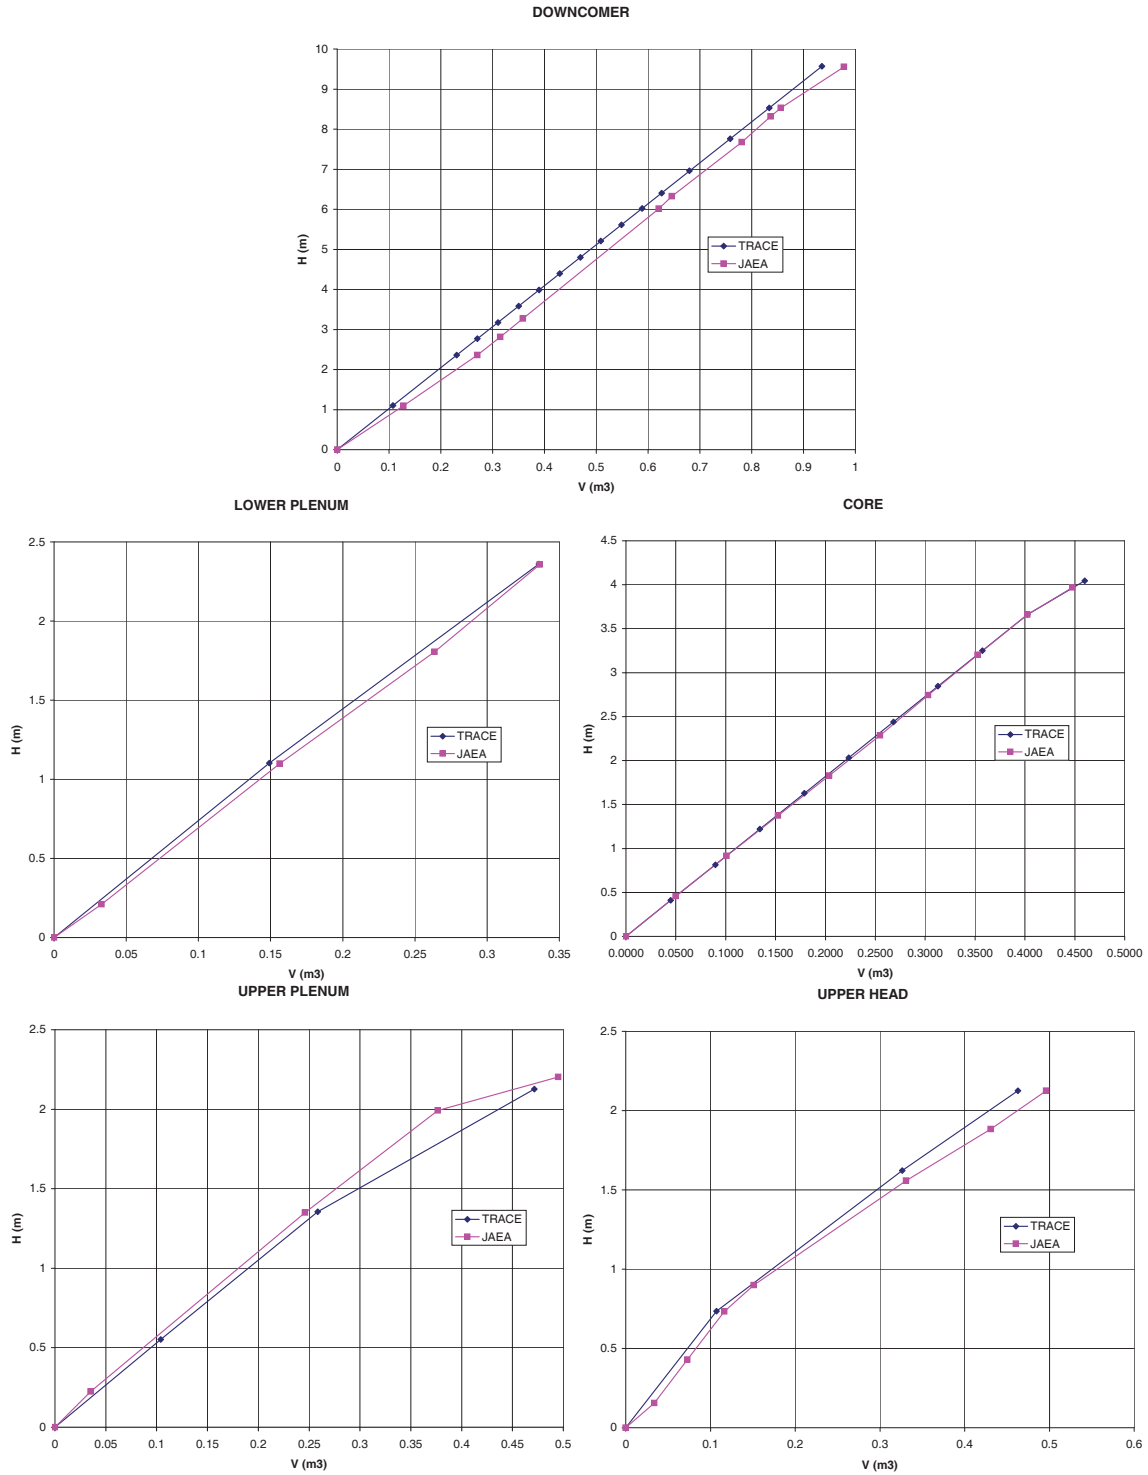 DOWNCOMER
10
9
8
7
6
5
4
3
2
1
0
H (m)
0 0.1 0.2 0.3 0.4 0.5 0.6 0.7 0.8 0.9 1
V (m3)
TRACE
JAEA
LOWER PLENUM
2.5
2
1.5
1
0.5
0
H (m)
0 0.05 0.1 0.15 0.2 0.25 0.3 0.35
V (m3)
TRACE
JAEA
CORE
4.5
4
3.5
3
2.5
2
1.5
1
0.5
0
H (m)
0.0000 0.0500 0.1000 0.1500 0.2000 0.2500 0.3000 0.3500 0.4000 0.4500 0.5000
V (m3)
TRACE
JAEA
UPPER PLENUM
2.5
2
1.5
1
0.5
0
H (m)
0 0.05 0.1 0.15 0.2 0.25 0.3 0.35 0.4 0.45 0.5
V (m3)
TRACE
JAEA
UPPER HEAD
2.5
2
1.5
1
0.5
0
H (m)
0 0.1 0.2 0.3 0.4 0.5 0.6
V (m3)
TRACE
JAEA